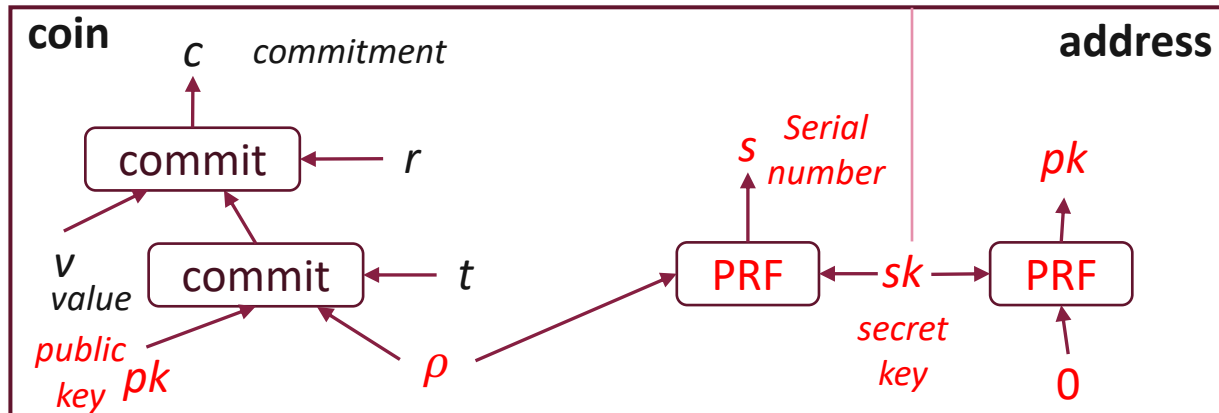 coin
address
c
commitment
commit
r
s
Serial
number
pk
v
value
commit
t
PRF
sk
PRF
public
key pk
ρ
secret
key
0